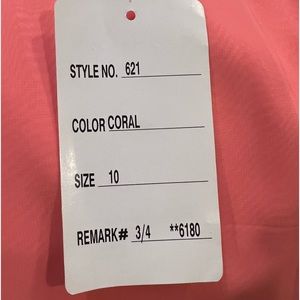 STYLE NO. 621
COLOR CORAL
SIZE 10
REMARK# 3/4 **6180